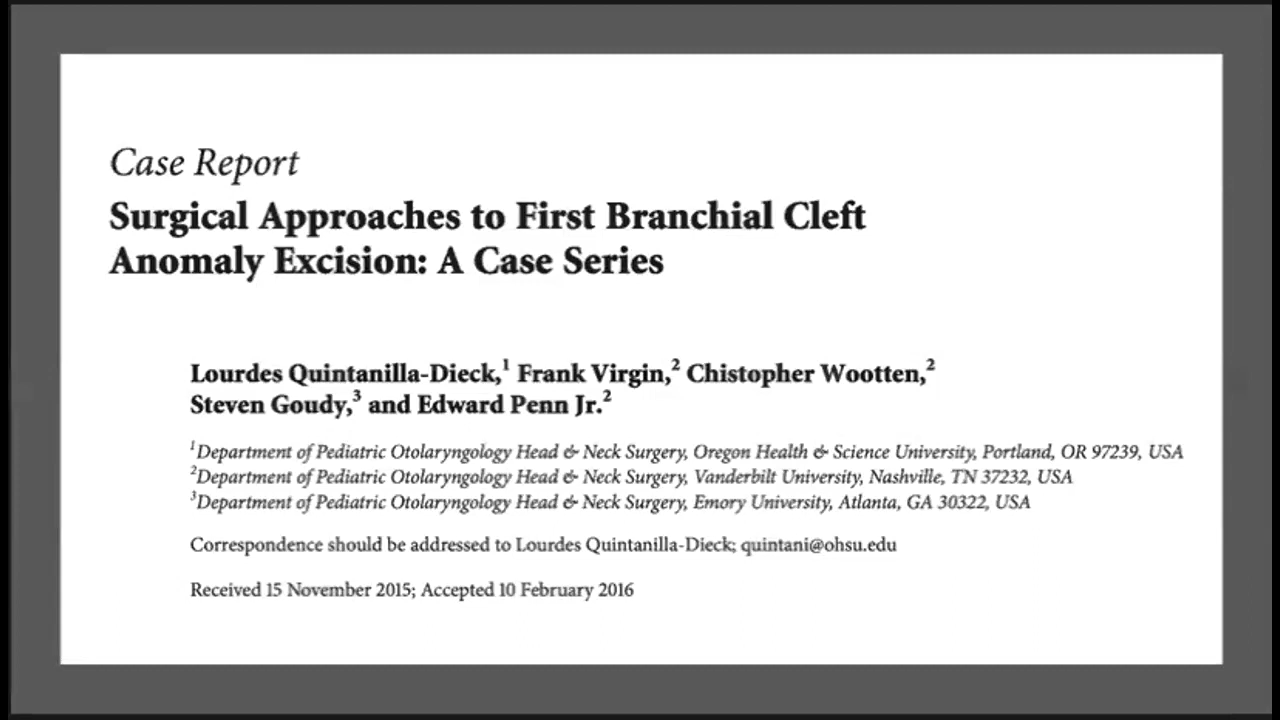 Case Report
Surgical Approaches to First Branchial Cleft
Anomaly Excision: A Case Series
Lourdes Quintanilla-Dieck,¹ Frank Virgin,² Chistopher Wootten,²
Steven Goudy,³ and Edward Penn Jr.²
¹Department of Pediatric Otolaryngology Head & Neck Surgery, Oregon Health & Science University, Portland, OR 97239, USA
²Department of Pediatric Otolaryngology Head & Neck Surgery, Vanderbilt University, Nashville, TN 37232, USA
³Department of Pediatric Otolaryngology Head & Neck Surgery, Emory University, Atlanta, GA 30322, USA
Correspondence should be addressed to Lourdes Quintanilla-Dieck; quintani@ohsu.edu
Received 15 November 2015; Accepted 10 February 2016